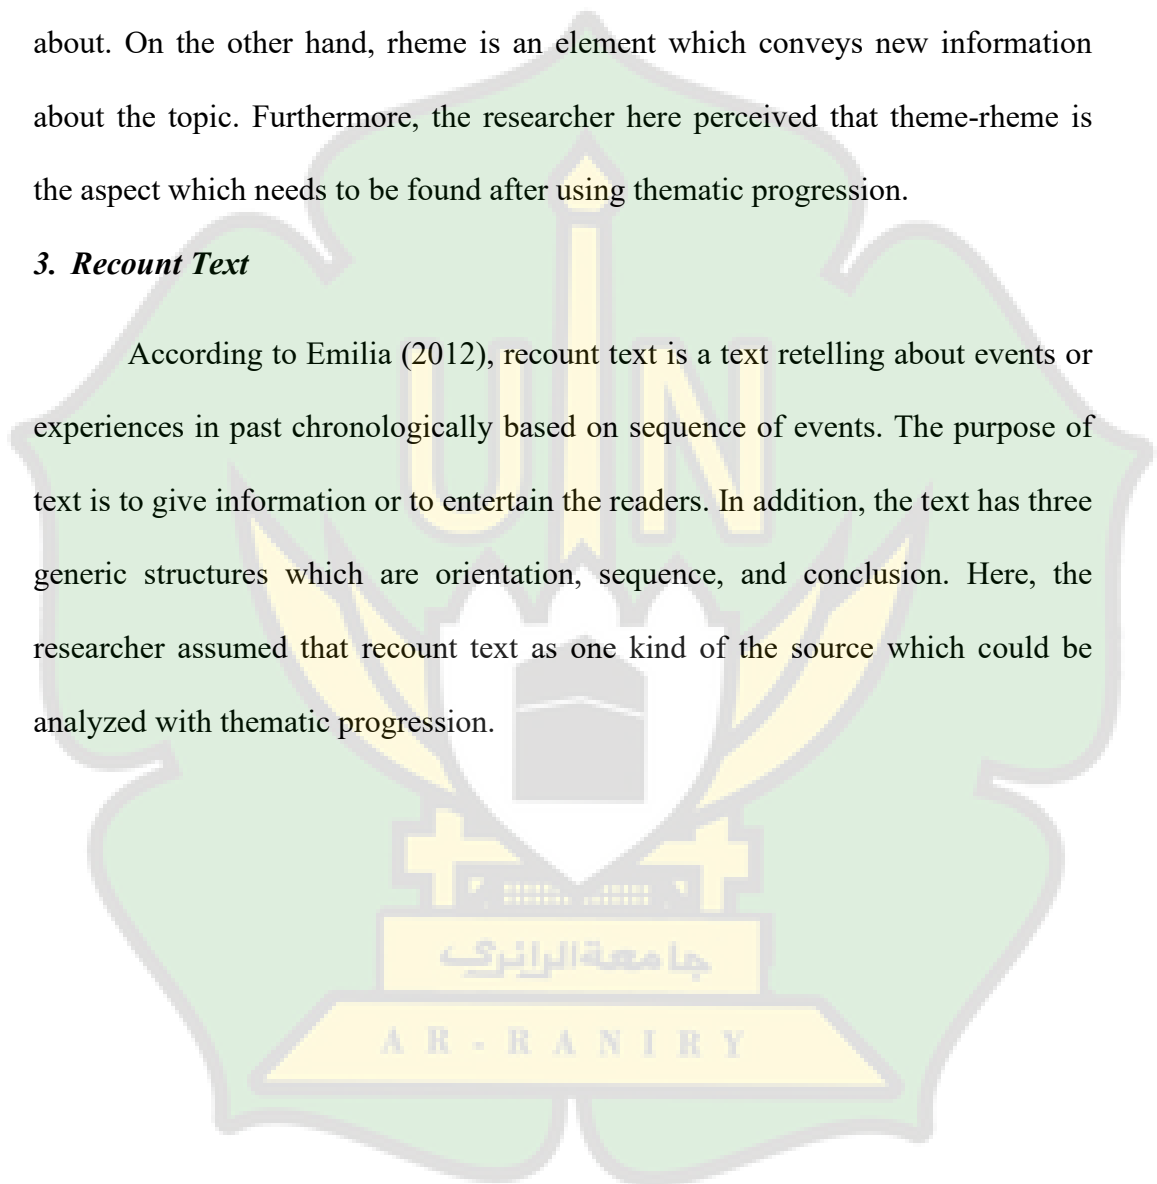 about. On the other hand, rheme is an element which conveys new information
about the topic. Furthermore, the researcher here perceived that theme-rheme is
the aspect which needs to be found after using thematic progression.
3. Recount Text
According to Emilia (2012), recount text is a text retelling about events or
experiences in past chronologically based on sequence of events. The purpose of
text is to give information or to entertain the readers. In addition, the text has three
generic structures which are orientation, sequence, and conclusion. Here, the
researcher assumed that recount text as one kind of the source which could be
analyzed with thematic progression.
UIN
جامعة الرانري
AR-RANIRY